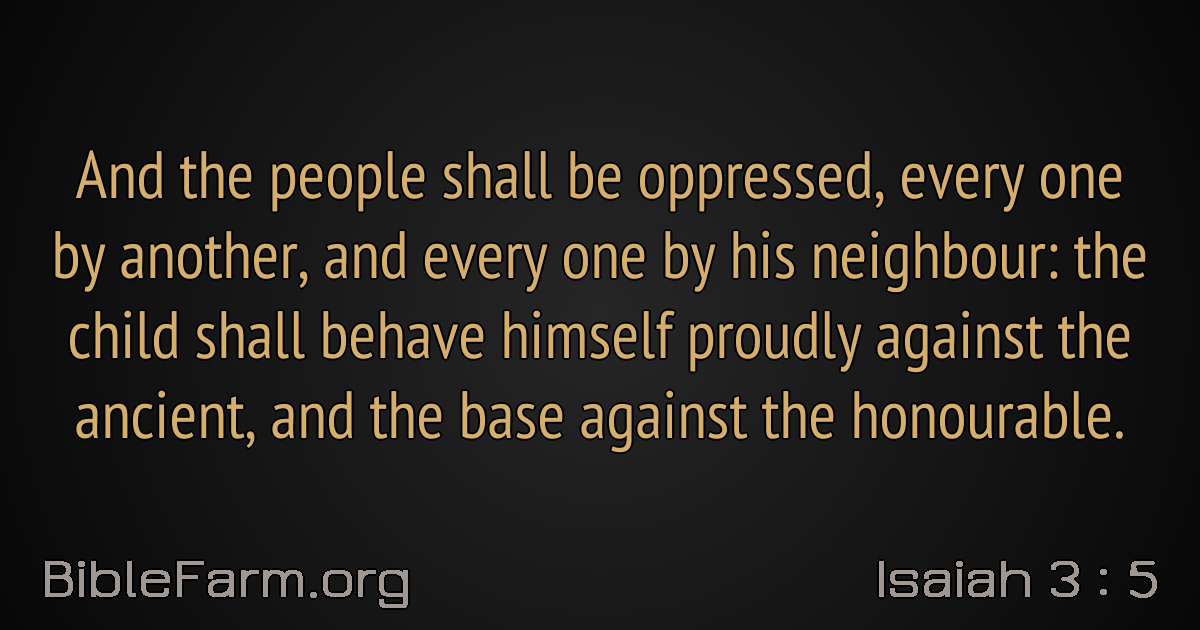 And the people shall be oppressed, every one
by another, and every one by his neighbour: the
child shall behave himself proudly against the
ancient, and the base against the honourable.
BibleFarm.org
Isaiah 3 : 5